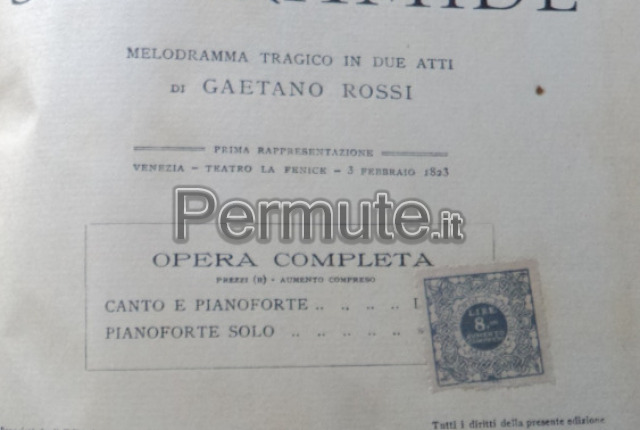 MELODRAMMA TRAGICO IN DUE ATTI
DI GAETANO ROSSI
PRIMA RAPPRESENTAZIONE
VENEZIA - TEATRO LA FENICE - 3 FEBBRAIO 1823
Permute.it
OPERA COMPLETA
PREZZI (B) - AUMENTO COMPRESO
CANTO E PIANOFORTE .. .. .. .. L
PIANOFORTE SOLO .. .. .. .. ..
LIRE
8.—
Tutti i diritti della presente edizione